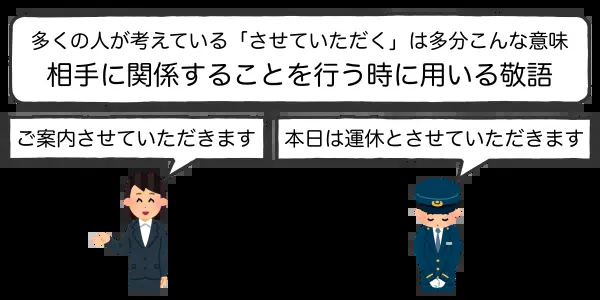 多くの人が考えている「させていただく」は多分こんな意味
相手に関係することを行う時に用いる敬語
ご案内させていただきます
本日は運休とさせていただきます